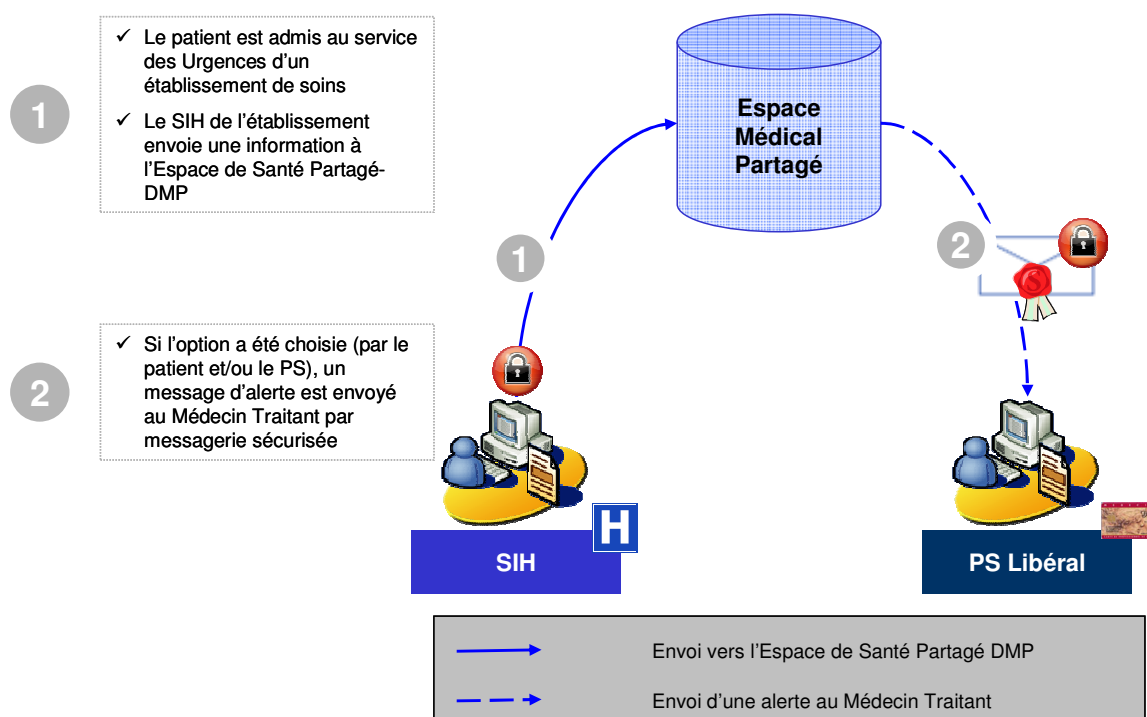 1
✓ Le patient est admis au service
des Urgences d'un
établissement de soins
✓ Le SIH de l'établissement
envoie une information à
l'Espace de Santé Partagé-
DMP
Espace
Médical
Partagé
1
2
S
2
✓ Si l'option a été choisie (par le
patient et/ou le PS), un
message d'alerte est envoyé
au Médecin Traitant par
messagerie sécurisée
H
SIH
PS Libéral
Envoi vers l'Espace de Santé Partagé DMP
Envoi d'une alerte au Médecin Traitant